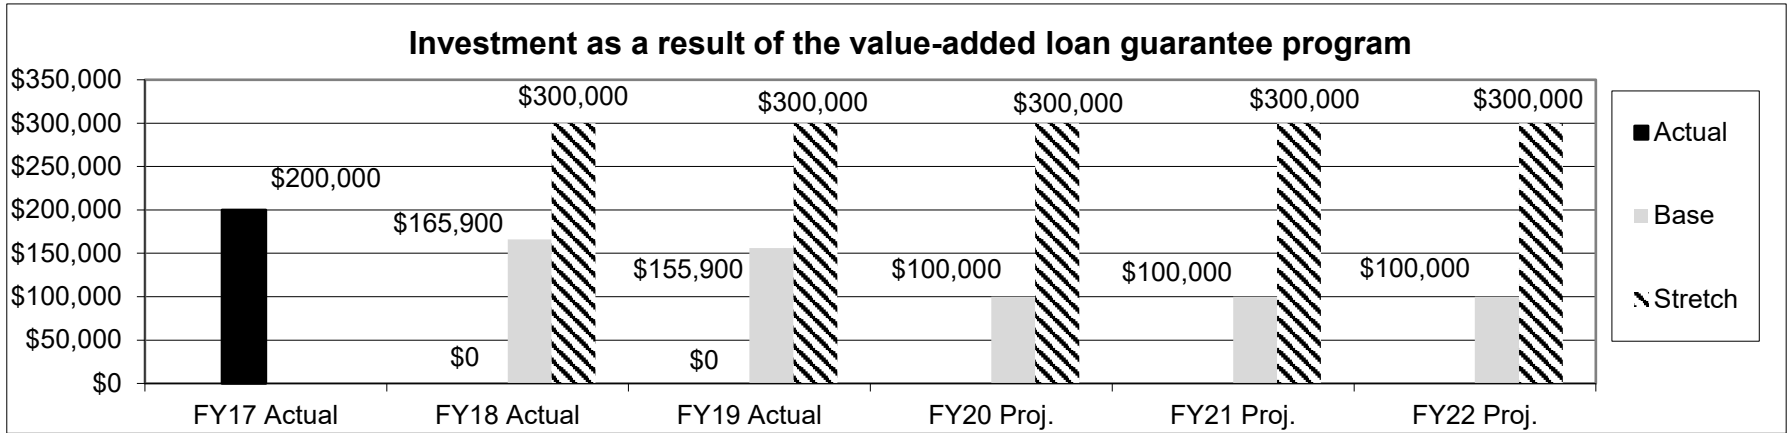 Investment as a result of the value-added loan guarantee program
$350,000
$300,000
$250,000
$200,000
$150,000
$100,000
$50,000
$0
$200,000
$165,900
$0
$300,000
$155,900
$0
$300,000
$100,000
$300,000
$100,000
$300,000
$100,000
$300,000
FY17 Actual
FY18 Actual
FY19 Actual
FY20 Proj.
FY21 Proj.
FY22 Proj.
Actual
Base
Stretch